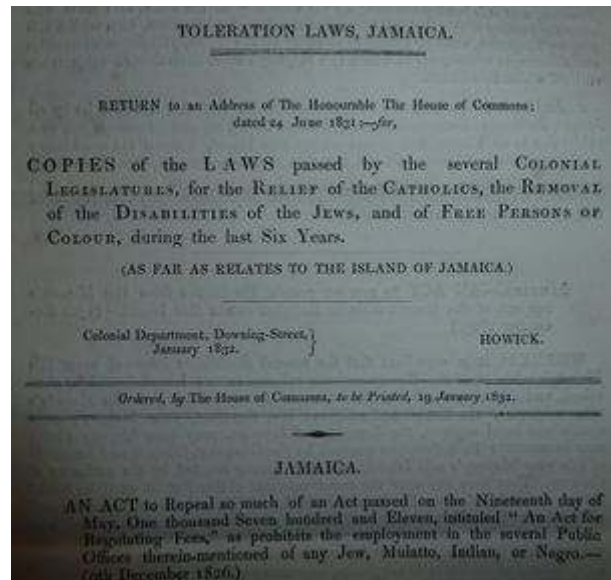 TOLERATION LAWS, JAMAICA.
RETURN to an Address of The Honourable The House of Commons;
dated 24 June 1831:—for,
COPIES of the LAWS passed by the several COLONIAL
LEGISLATURES, for the RELIEF of the CATHOLICS, the REMOVAL
of the DISABILITIES of the JEWS, and of FREE PERSONS OF
COLOUR, during the last Six Years.
(AS FAR AS RELATES TO THE ISLAND OF JAMAICA.)
Colonial Department, Downing-Street,
January 1832.
HOWICK.
Ordered, by The House of Commons, to be Printed, 19 January 1832.
JAMAICA.
AN ACT to Repeal so much of an Act passed on the Nineteenth day of
May, One thousand Seven hundred and Eleven, intituled "An Act for
Regulating Fees," as prohibits the employment in the several Public
Offices therein-mentioned of any Jew, Mulatto, Indian, or Negro.—
December 1826.)